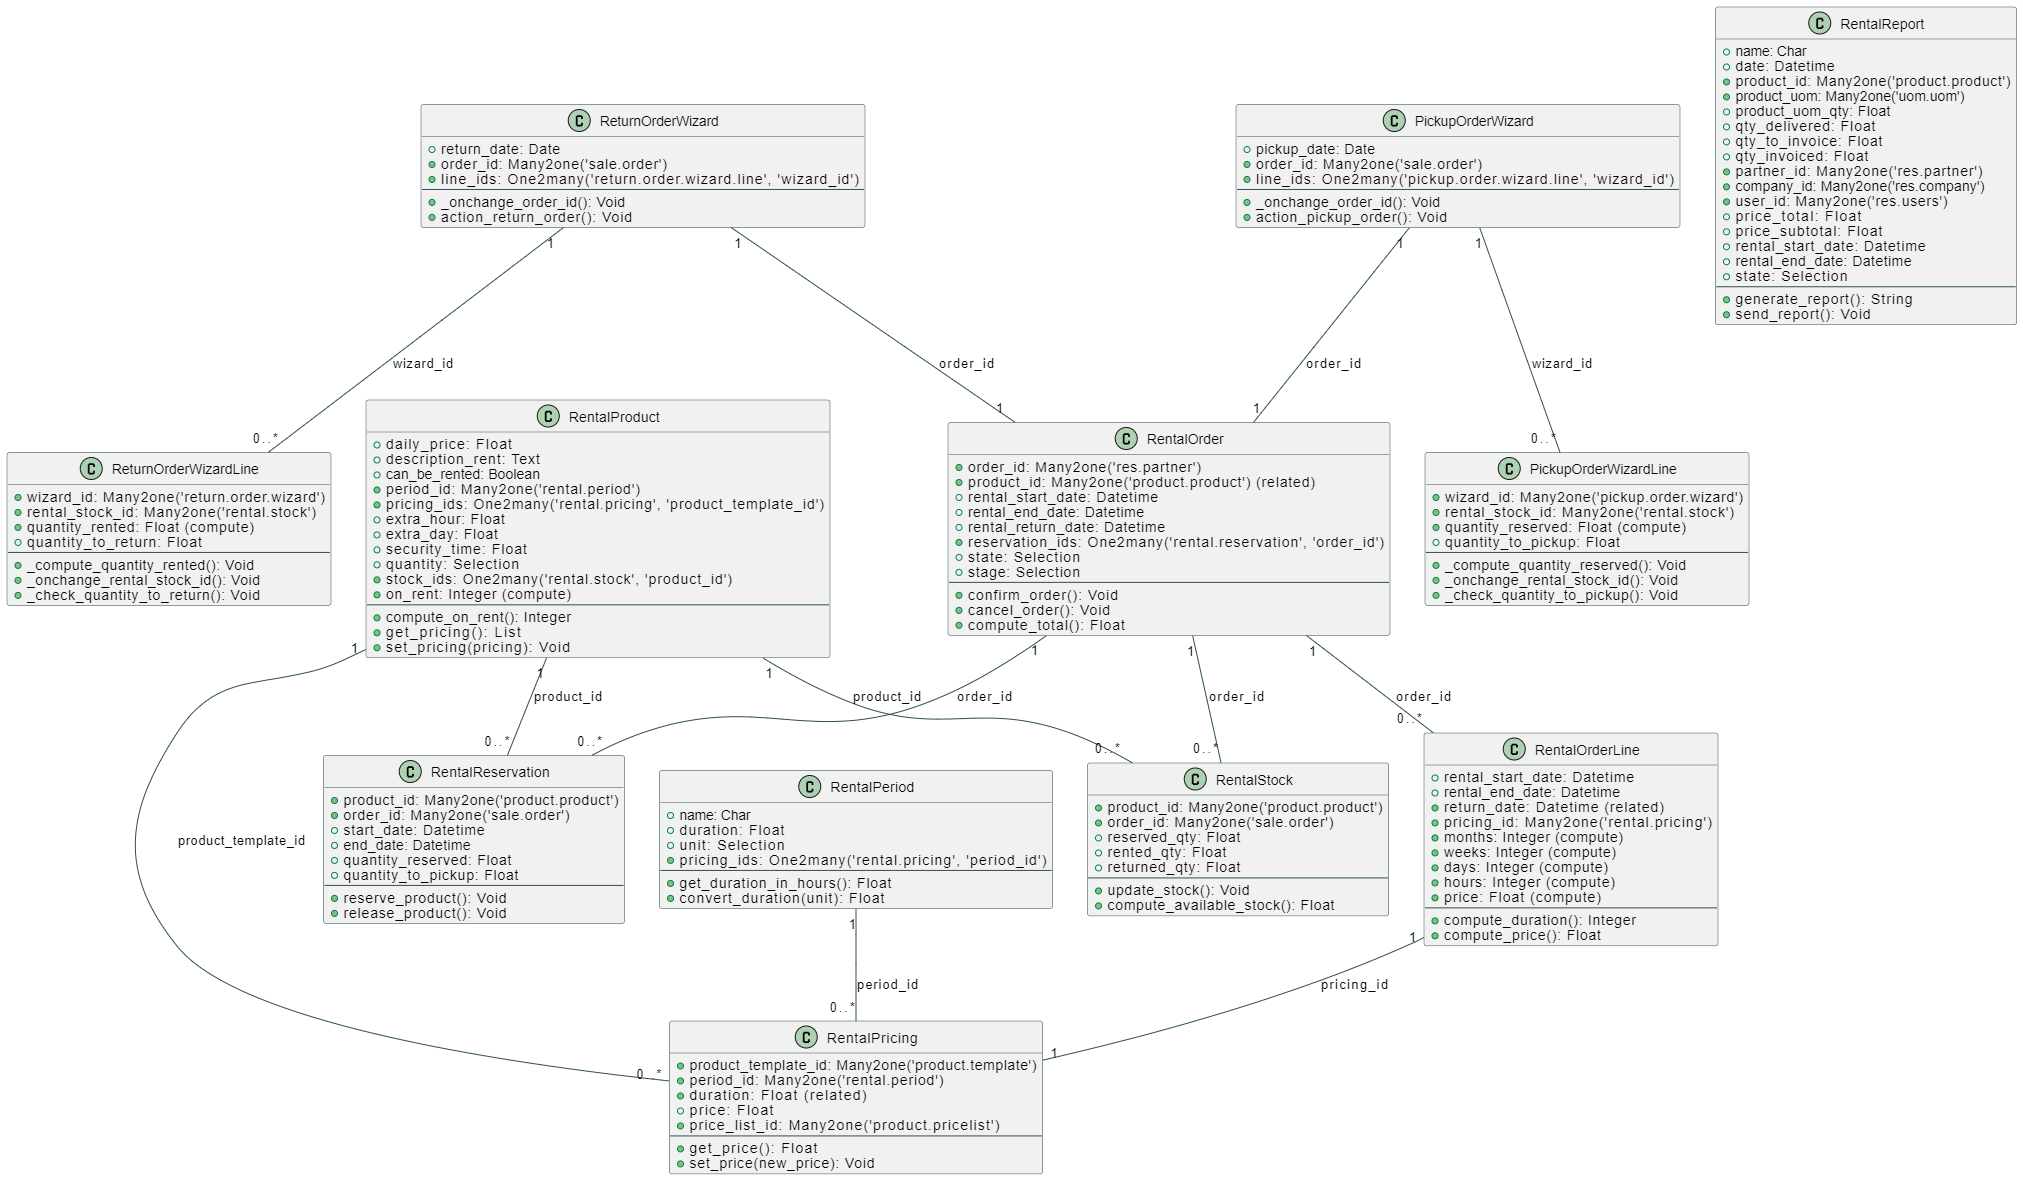 C RentalReport
name: Char
date: Datetime
product_id: Many2one('product.product')
product_uom: Many2one('uom.uom')
product_uom_qty: Float
qty_delivered: Float
qty_to_invoice: Float
qty_invoiced: Float
partner_id: Many2one('res.partner')
company_id: Many2one('res.company')
user_id: Many2one('res.users')
price_total: Float
price_subtotal: Float
rental_start_date: Datetime
rental_end_date: Datetime
state: Selection
generate_report(): String
send_report(): Void
C ReturnOrderWizard
return_date: Date
order_id: Many2one('sale.order')
line_ids: One2many('return.order.wizard.line', 'wizard_id')
_onchange_order_id(): Void
action_return_order(): Void
C PickupOrderWizard
pickup_date: Date
order_id: Many2one('sale.order')
line_ids: One2many('pickup.order.wizard.line', 'wizard_id')
_onchange_order_id(): Void
action_pickup_order(): Void
1
1
1
1
wizard_id
order_id
order_id
wizard_id
0..*
1
1
0..*
C ReturnOrderWizardLine
wizard_id: Many2one('return.order.wizard')
rental_stock_id: Many2one('rental.stock')
quantity_rented: Float (compute)
quantity_to_return: Float
_compute_quantity_rented(): Void
_onchange_rental_stock_id(): Void
_check_quantity_to_return(): Void
C RentalProduct
daily_price: Float
description_rent: Text
can_be_rented: Boolean
period_id: Many2one('rental.period')
pricing_ids: One2many('rental.pricing', 'product_template_id')
extra_hour: Float
extra_day: Float
security_time: Float
quantity: Selection
stock_ids: One2many('rental.stock', 'product_id')
on_rent: Integer (compute)
compute_on_rent(): Integer
get_pricing(): List
set_pricing(pricing): Void
C RentalOrder
order_id: Many2one('res.partner')
product_id: Many2one('product.product') (related)
rental_start_date: Datetime
rental_end_date: Datetime
rental_return_date: Datetime
reservation_ids: One2many('rental.reservation', 'order_id')
state: Selection
stage: Selection
confirm_order(): Void
cancel_order(): Void
compute_total(): Float
C PickupOrderWizardLine
wizard_id: Many2one('pickup.order.wizard')
rental_stock_id: Many2one('rental.stock')
quantity_reserved: Float (compute)
quantity_to_pickup: Float
_compute_quantity_reserved(): Void
_onchange_rental_stock_id(): Void
_check_quantity_to_pickup(): Void
1
1
1
1
1
1
product_id
product_id
order_id
order_id
order_id
0..*
0..*
0..*
0..*
0..*
product_template_id
C RentalReservation
product_id: Many2one('product.product')
order_id: Many2one('sale.order')
start_date: Datetime
end_date: Datetime
quantity_reserved: Float
quantity_to_pickup: Float
reserve_product(): Void
release_product(): Void
C RentalPeriod
name: Char
duration: Float
unit: Selection
pricing_ids: One2many('rental.pricing', 'period_id')
get_duration_in_hours(): Float
convert_duration(unit): Float
C RentalStock
product_id: Many2one('product.product')
order_id: Many2one('sale.order')
reserved_qty: Float
rented_qty: Float
returned_qty: Float
update_stock(): Void
compute_available_stock(): Float
C RentalOrderLine
rental_start_date: Datetime
rental_end_date: Datetime
return_date: Datetime (related)
pricing_id: Many2one('rental.pricing')
months: Integer (compute)
weeks: Integer (compute)
days: Integer (compute)
hours: Integer (compute)
price: Float (compute)
compute_duration(): Integer
compute_price(): Float
1
1
period_id
pricing_id
0..*
1
0..*
C RentalPricing
product_template_id: Many2one('product.template')
period_id: Many2one('rental.period')
duration: Float (related)
price: Float
price_list_id: Many2one('product.pricelist')
get_price(): Float
set_price(new_price): Void